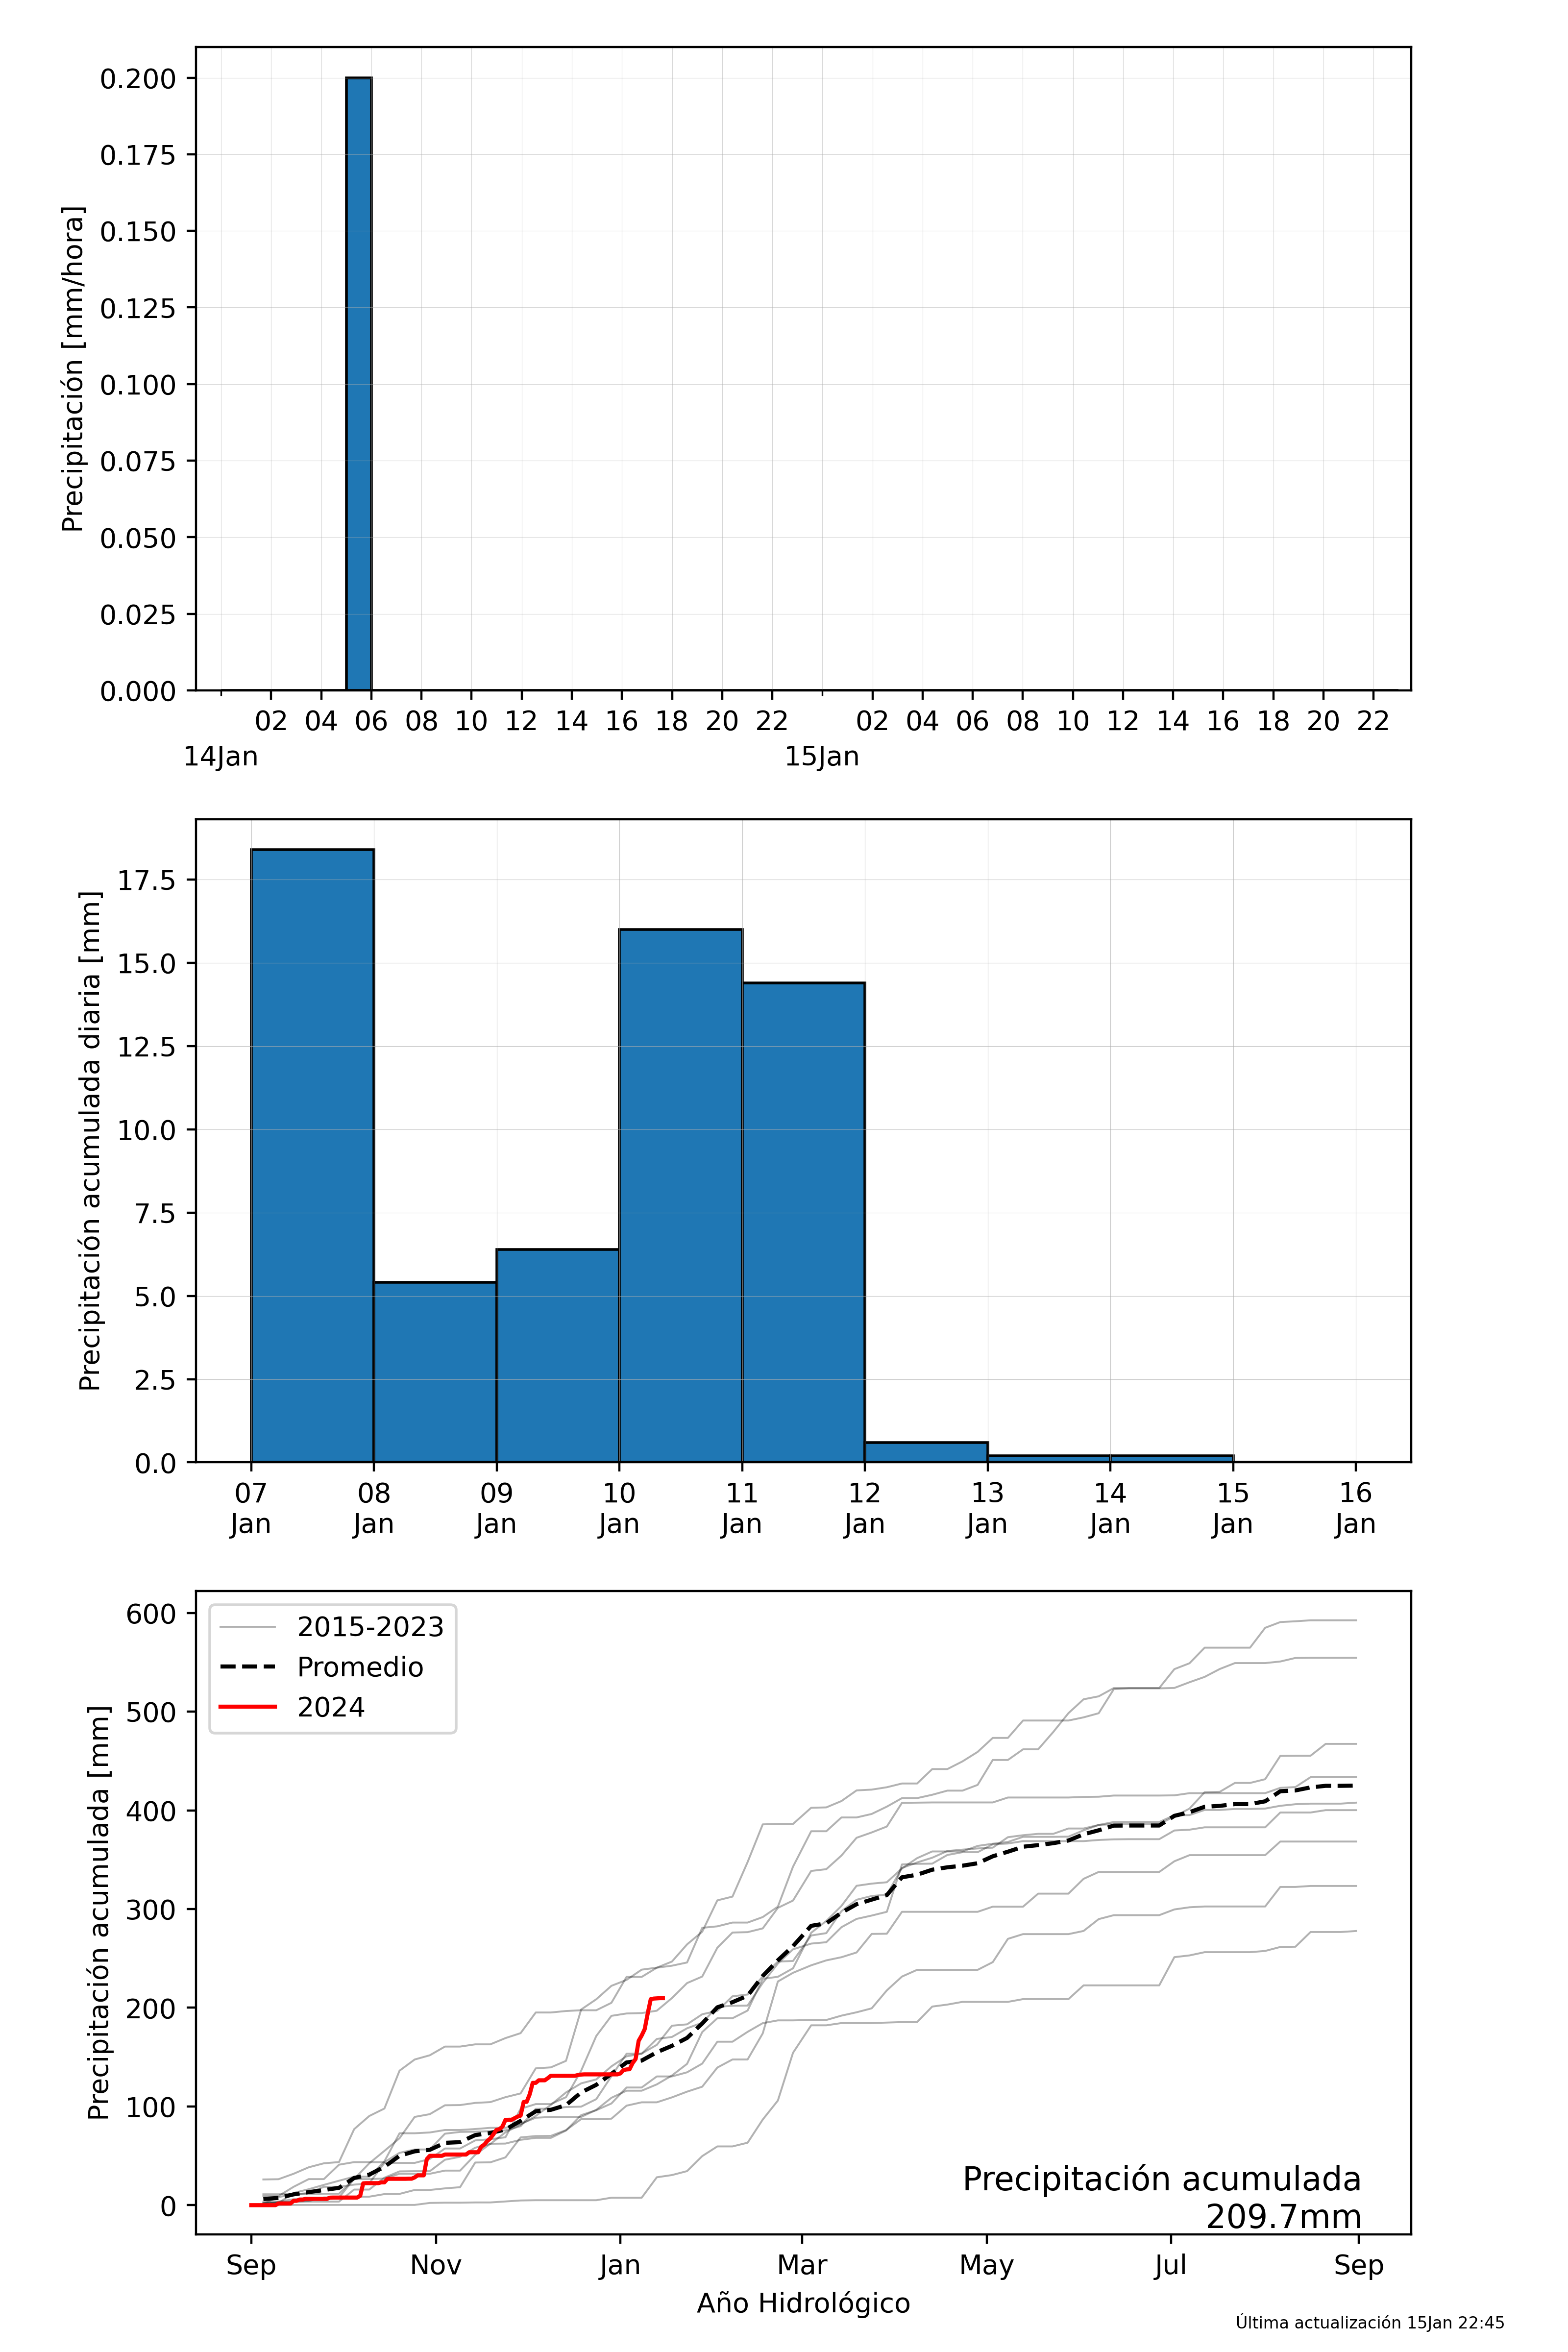 Precipitación [mm/hora]
0.200
0.175
0.150
0.125
0.100
0.075
0.050
0.025
0.000
02 04 06 08 10 12 14 16 18 20 22 02 04 06 08 10 12 14 16 18 20 22
14Jan 15Jan
Precipitación acumulada diaria [mm]
17.5
15.0
12.5
10.0
7.5
5.0
2.5
0.0
07 08 09 10 11 12 13 14 15 16
Jan Jan Jan Jan Jan Jan Jan Jan Jan Jan
Precipitación acumulada [mm]
600
500
400
300
200
100
0
2015-2023
Promedio
2024
Precipitación acumulada
209.7mm
Sep Nov Jan Mar May Jul Sep
Año Hidrológico
Última actualización 15Jan 22:45